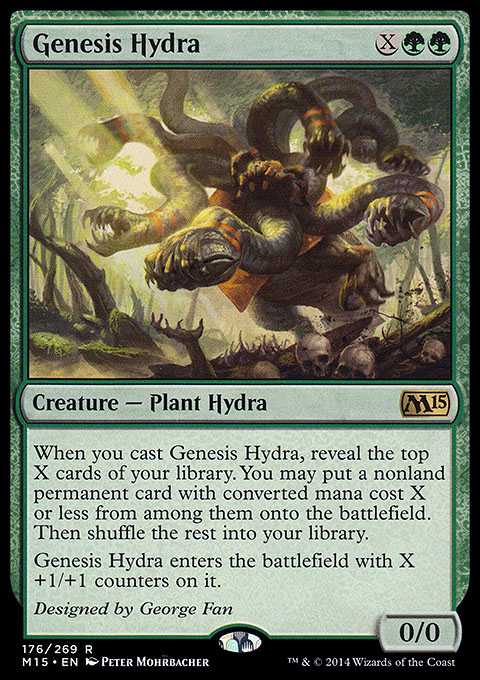 Genesis Hydra X
Creature — Plant Hydra M15
When you cast Genesis Hydra, reveal the top
X cards of your library. You may put a nonland
permanent card with converted mana cost X
or less from among them onto the battlefield.
Then shuffle the rest into your library.
Genesis Hydra enters the battlefield with X
+1/+1 counters on it.
Designed by George Fan
0/0
176/269 R
M15 • EN Peter Mohrbacher ™ & © 2014 Wizards of the Coast